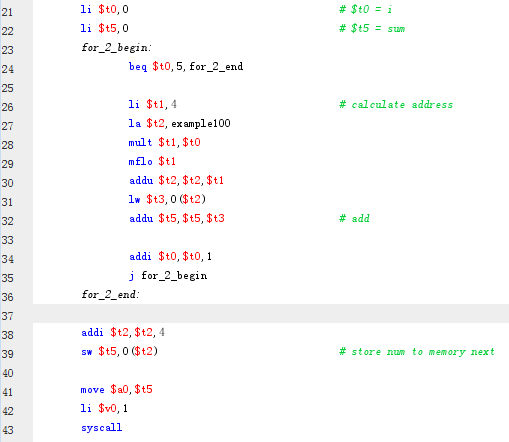 21 li $t0,0 # $t0 = i
22 li $t5,0 # $t5 = sum
23 for_2_begin:
24 beq $t0,5,for_2_end
25
26 li $t1,4 # calculate address
27 la $t2,example100
28 mult $t1,$t0
29 mflo $t1
30 addu $t2,$t2,$t1
31 lw $t3,0($t2)
32 addu $t5,$t5,$t3 # add
33
34 addi $t0,$t0,1
35 j for_2_begin
36 for_2_end:
37
38 addi $t2,$t2,4
39 sw $t5,0($t2) # store num to memory next
40
41 move $a0,$t5
42 li $v0,1
43 syscall